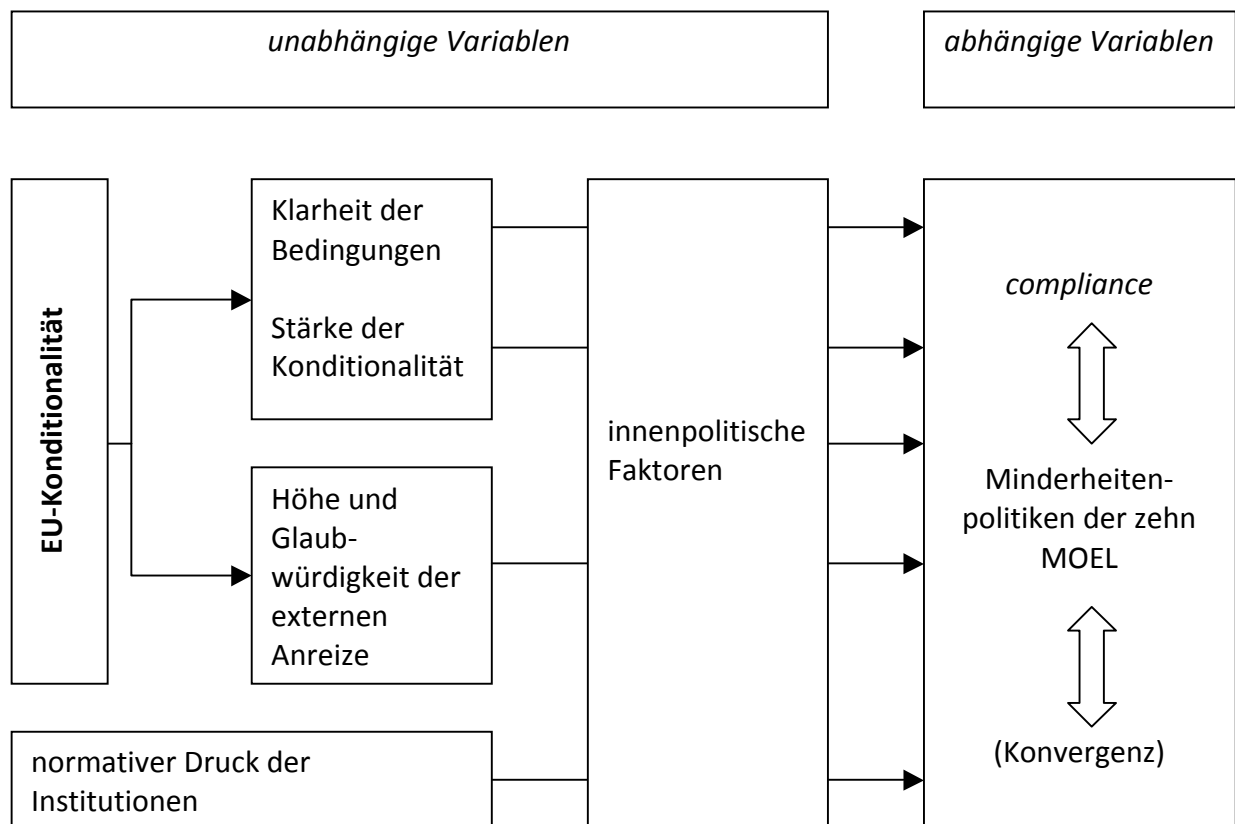 unabhängige Variablen
abhängige Variablen
EU-Konditionalität
Klarheit der
Bedingungen
Stärke der
Konditionalität
Höhe und
Glaub-
würdigkeit der
externen
Anreize
normativer Druck der
Institutionen
innenpolitische
Faktoren
compliance
Minderheiten-
politiken der zehn
MOEL
(Konvergenz)